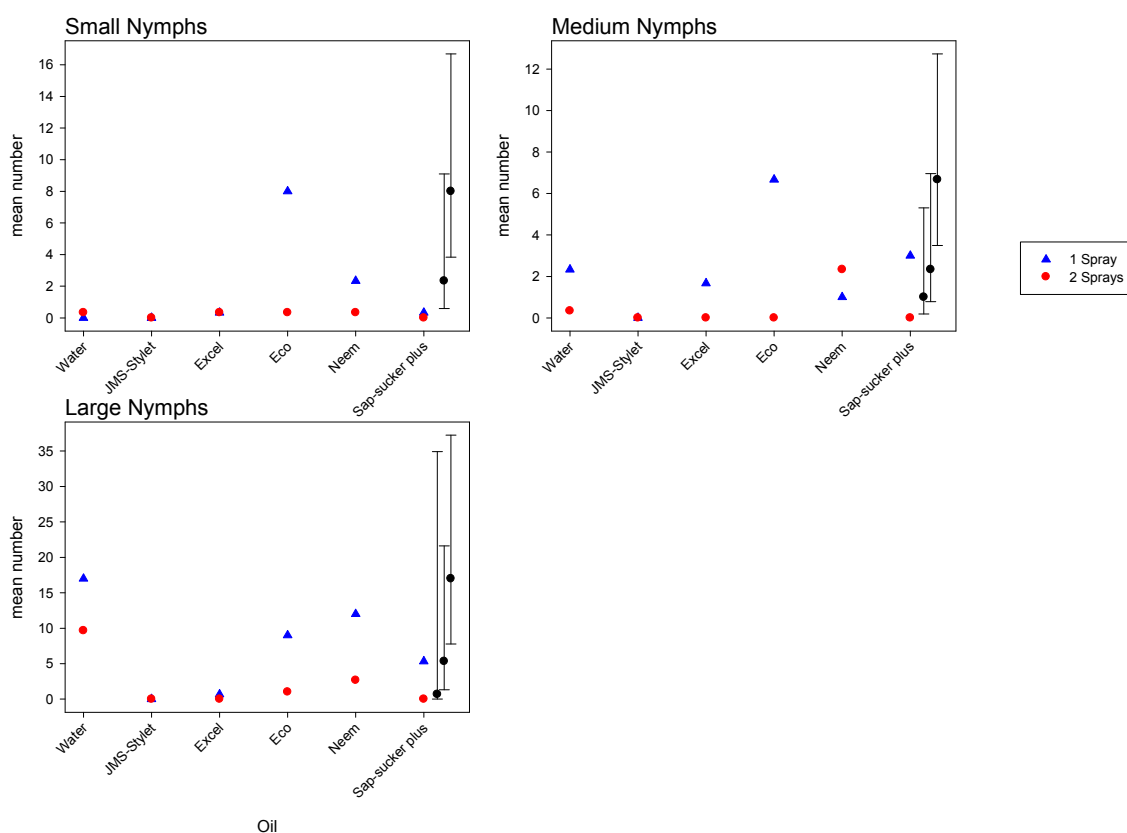 Small Nymphs
mean number
16
14
12
10
8
6
4
2
0
Water
JMS-Stylet
Excel
Eco
Neem
Sap-sucker plus
Medium Nymphs
mean number
12
10
8
6
4
2
0
Water
JMS-Stylet
Excel
Eco
Neem
Sap-sucker plus
1 Spray
2 Sprays
Large Nymphs
mean number
35
30
25
20
15
10
5
0
Water
JMS-Stylet
Excel
Eco
Neem
Sap-sucker plus
Oil